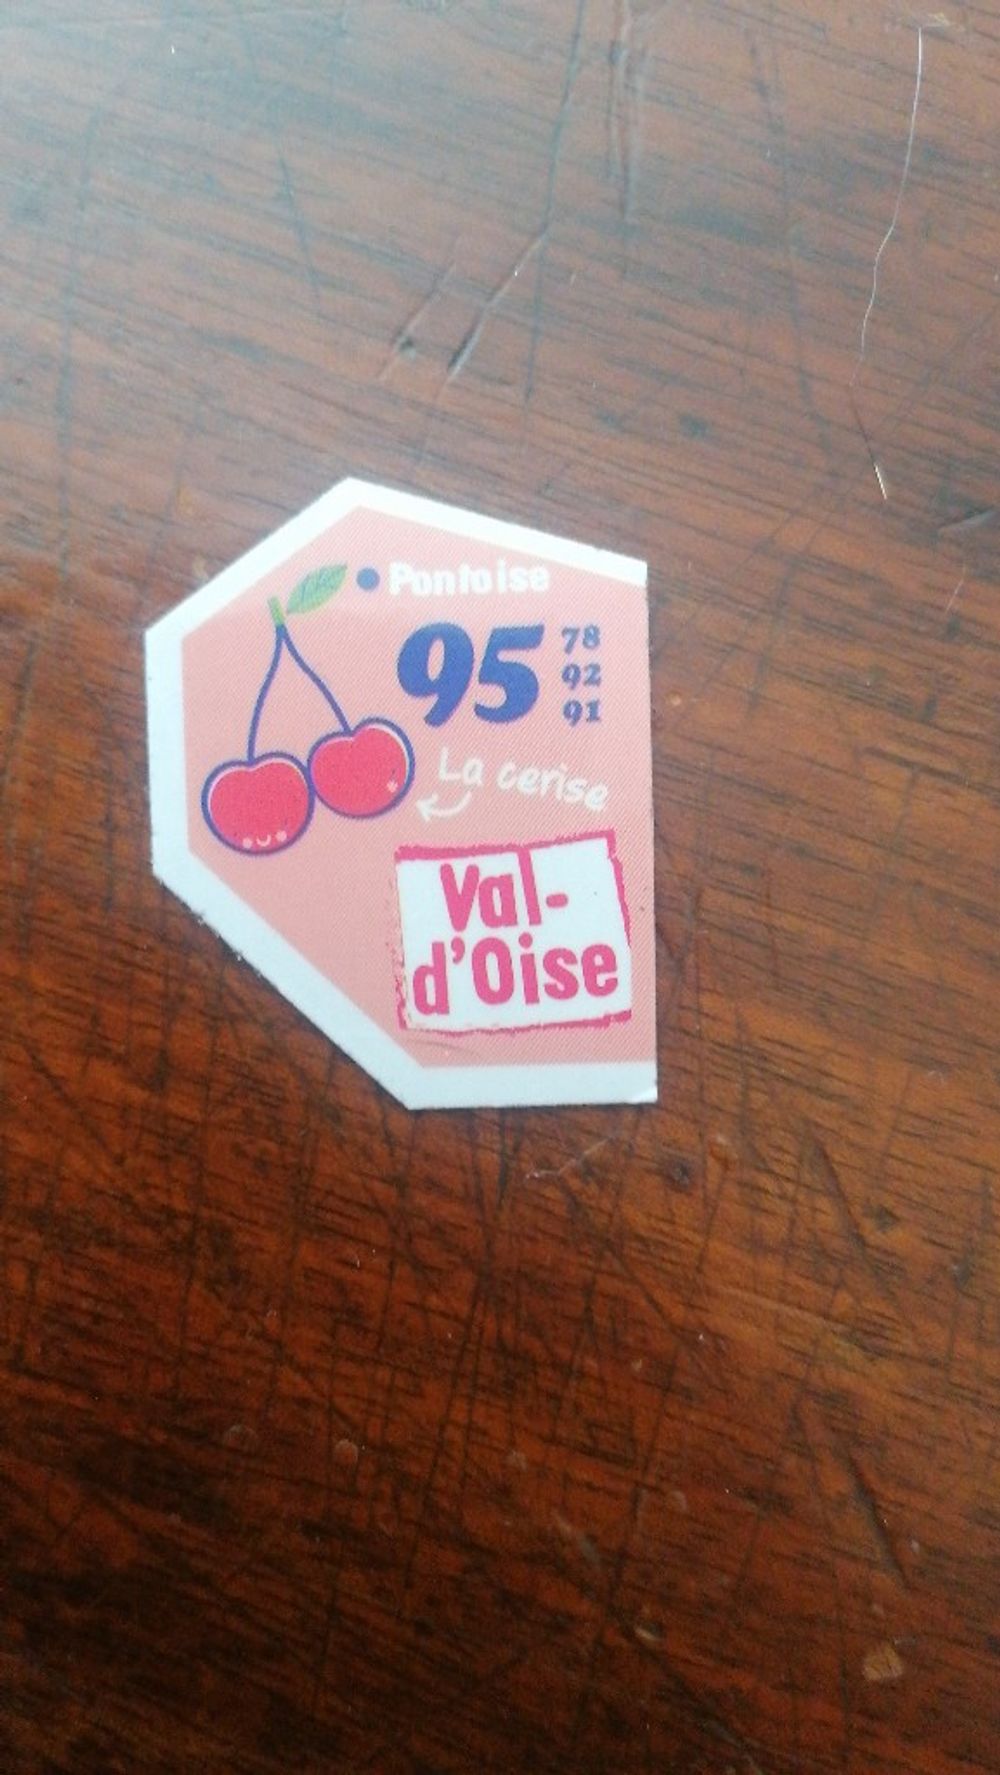 Pontoise
95
78
92
91
La cerise
Val-
d'Oise